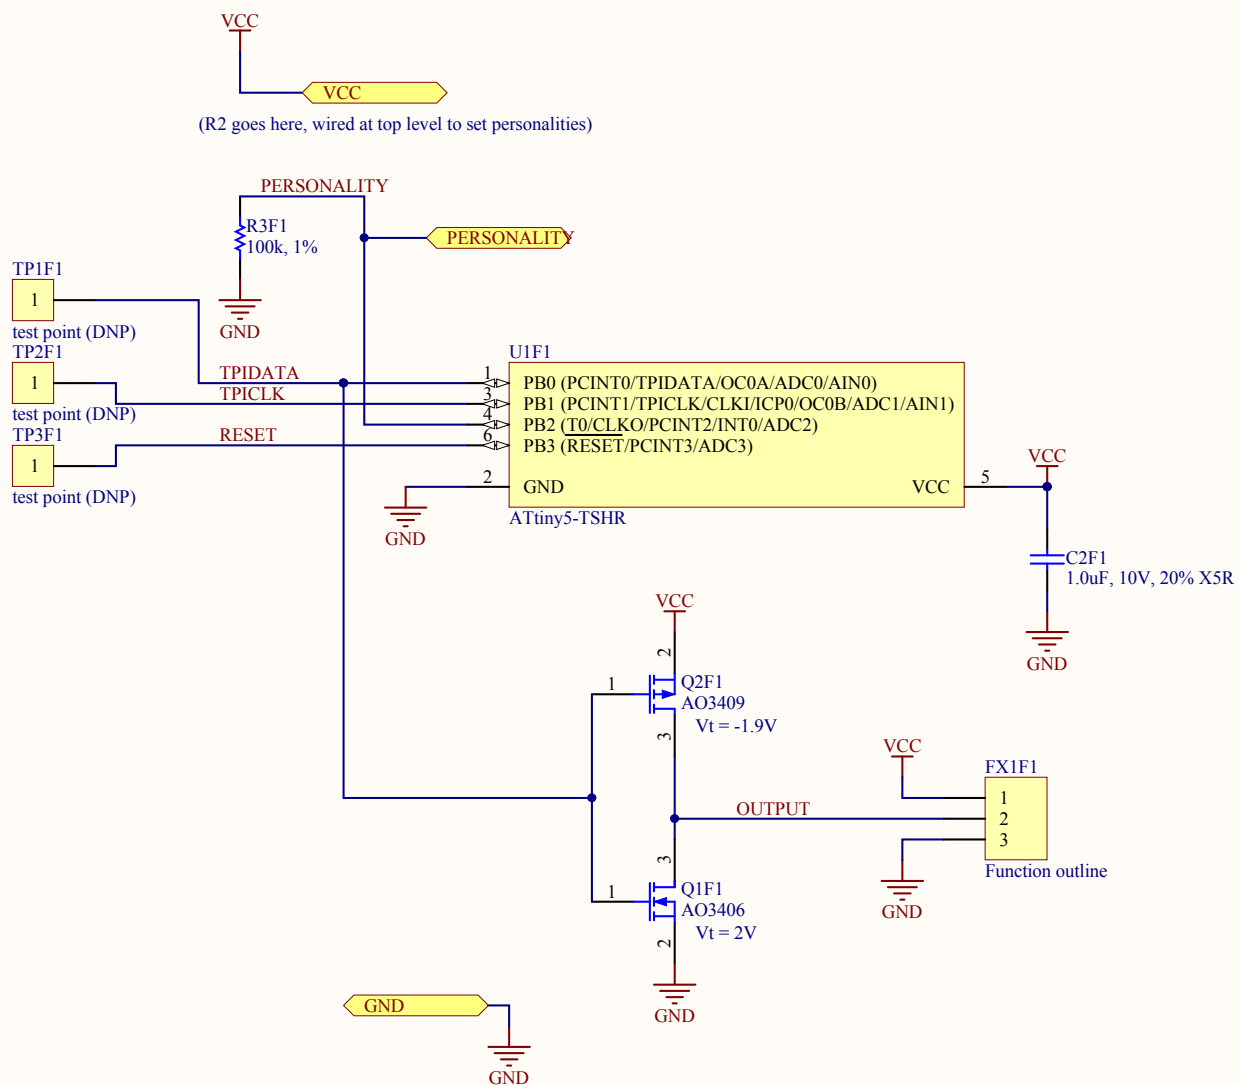 VCC
VCC
(R2 goes here, wired at top level to set personalities)
PERSONALITY
R3F1
100k, 1%
PERSONALITY
GND
TP1F1
1
test point (DNP)
TP2F1
1
test point (DNP)
TP3F1
1
test point (DNP)
TPIDATA
TPICLK
RESET
U1F1
1 PB0 (PCINT0/TPIDATA/OC0A/ADC0/AIN0)
3 PB1 (PCINT1/TPICLK/CLKI/ICP0/OC0B/ADC1/AIN1)
4 PB2 (T0/CLKO/PCINT2/INT0/ADC2)
6 PB3 (RESET/PCINT3/ADC3)
2 GND VCC 5
ATtiny5-TSHR
GND
VCC
C2F1
1.0uF, 10V, 20% X5R
GND
VCC
2
1
Q2F1
AO3409
Vt = -1.9V
3
OUTPUT
VCC
FX1F1
1
2
3
Function outline
GND
3
1
Q1F1
AO3406
Vt = 2V
2
GND
GND
GND